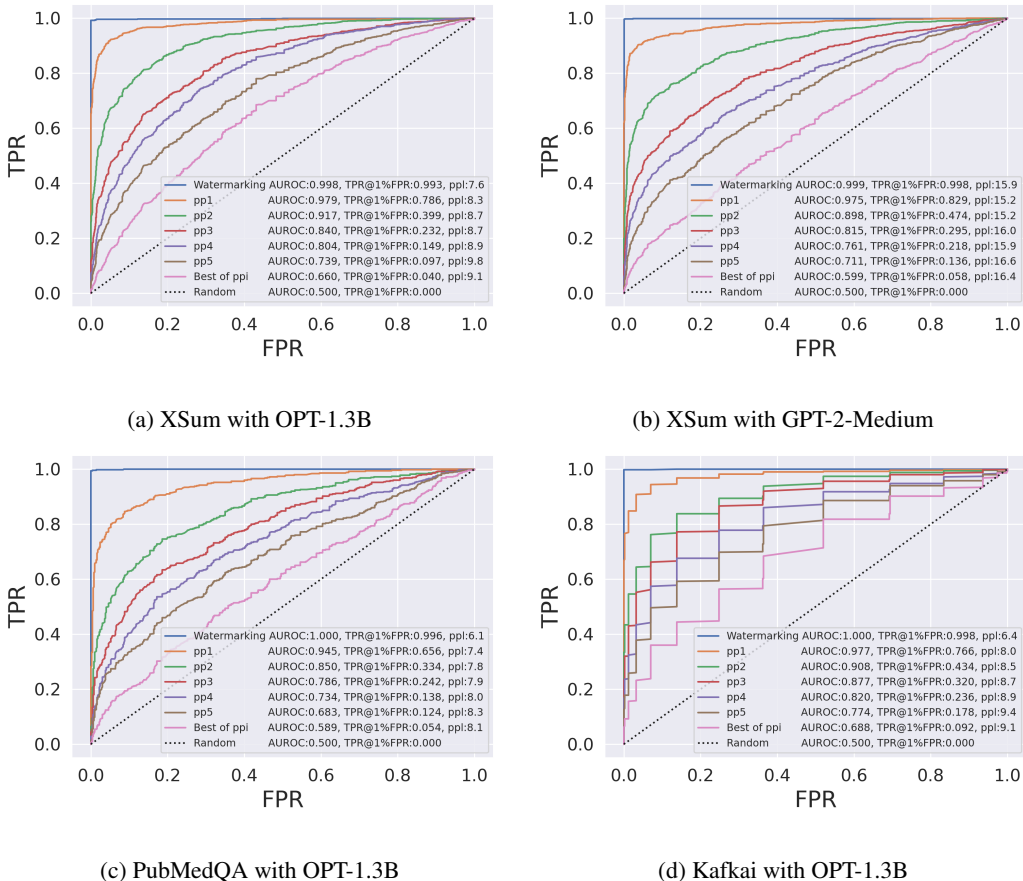 1.0
0.8
0.6
0.4
0.2
0.0
TPR
Watermarking AUROC:0.998, TPR@1%FPR:0.993, ppl:7.6
pp1 AUROC:0.979, TPR@1%FPR:0.786, ppl:8.3
pp2 AUROC:0.917, TPR@1%FPR:0.399, ppl:8.7
pp3 AUROC:0.840, TPR@1%FPR:0.232, ppl:8.7
pp4 AUROC:0.804, TPR@1%FPR:0.149, ppl:8.9
pp5 AUROC:0.739, TPR@1%FPR:0.097, ppl:9.8
Best of ppi AUROC:0.660, TPR@1%FPR:0.040, ppl:9.1
Random AUROC:0.500, TPR@1%FPR:0.000
0.0 0.2 0.4 0.6 0.8 1.0
FPR
(a) XSum with OPT-1.3B
1.0
0.8
0.6
0.4
0.2
0.0
TPR
Watermarking AUROC:0.999, TPR@1%FPR:0.998, ppl:15.9
pp1 AUROC:0.975, TPR@1%FPR:0.829, ppl:15.2
pp2 AUROC:0.898, TPR@1%FPR:0.474, ppl:15.2
pp3 AUROC:0.815, TPR@1%FPR:0.295, ppl:16.0
pp4 AUROC:0.761, TPR@1%FPR:0.218, ppl:15.9
pp5 AUROC:0.711, TPR@1%FPR:0.136, ppl:16.6
Best of ppi AUROC:0.599, TPR@1%FPR:0.058, ppl:16.4
Random AUROC:0.500, TPR@1%FPR:0.000
0.0 0.2 0.4 0.6 0.8 1.0
FPR
(b) XSum with GPT-2-Medium
1.0
0.8
0.6
0.4
0.2
0.0
TPR
Watermarking AUROC:1.000, TPR@1%FPR:0.996, ppl:6.1
pp1 AUROC:0.945, TPR@1%FPR:0.656, ppl:7.4
pp2 AUROC:0.850, TPR@1%FPR:0.334, ppl:7.8
pp3 AUROC:0.786, TPR@1%FPR:0.242, ppl:7.9
pp4 AUROC:0.734, TPR@1%FPR:0.138, ppl:8.0
pp5 AUROC:0.683, TPR@1%FPR:0.124, ppl:8.3
Best of ppi AUROC:0.589, TPR@1%FPR:0.054, ppl:8.1
Random AUROC:0.500, TPR@1%FPR:0.000
0.0 0.2 0.4 0.6 0.8 1.0
FPR
(c) PubMedQA with OPT-1.3B
1.0
0.8
0.6
0.4
0.2
0.0
TPR
Watermarking AUROC:1.000, TPR@1%FPR:0.998, ppl:6.4
pp1 AUROC:0.977, TPR@1%FPR:0.766, ppl:8.0
pp2 AUROC:0.908, TPR@1%FPR:0.434, ppl:8.5
pp3 AUROC:0.877, TPR@1%FPR:0.320, ppl:8.7
pp4 AUROC:0.820, TPR@1%FPR:0.236, ppl:8.9
pp5 AUROC:0.774, TPR@1%FPR:0.178, ppl:9.4
Best of ppi AUROC:0.688, TPR@1%FPR:0.092, ppl:9.1
Random AUROC:0.500, TPR@1%FPR:0.000
0.0 0.2 0.4 0.6 0.8 1.0
FPR
(d) Kafkai with OPT-1.3B